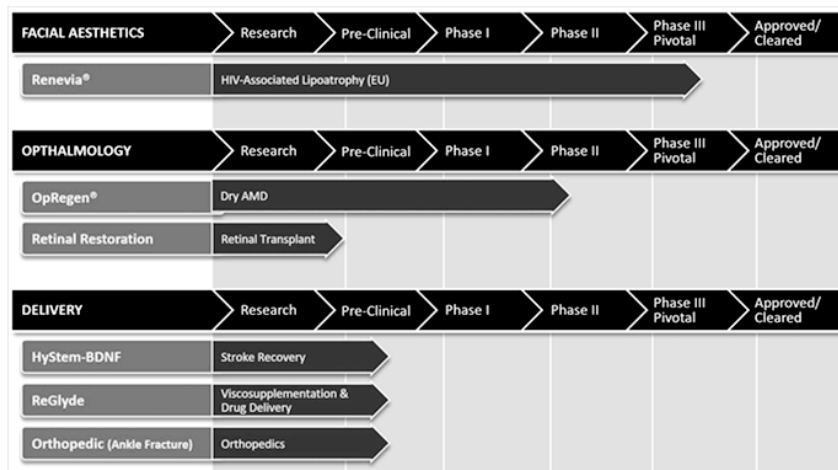 FACIAL AESTHETICS Research Pre-Clinical Phase I Phase II Phase III Pivotal Approved/ Cleared
Renevia® HIV-Associated Lipoatrophy (EU)
OPTHALMOLOGY Research Pre-Clinical Phase I Phase II Phase III Pivotal Approved/ Cleared
OpRegen® Dry AMD
Retinal Restoration Retinal Transplant
DELIVERY Research Pre-Clinical Phase I Phase II Phase III Pivotal Approved/ Cleared
HyStem-BDNF Stroke Recovery
ReGlyde Viscosupplementation & Drug Delivery
Orthopedic (Ankle Fracture) Orthopedics